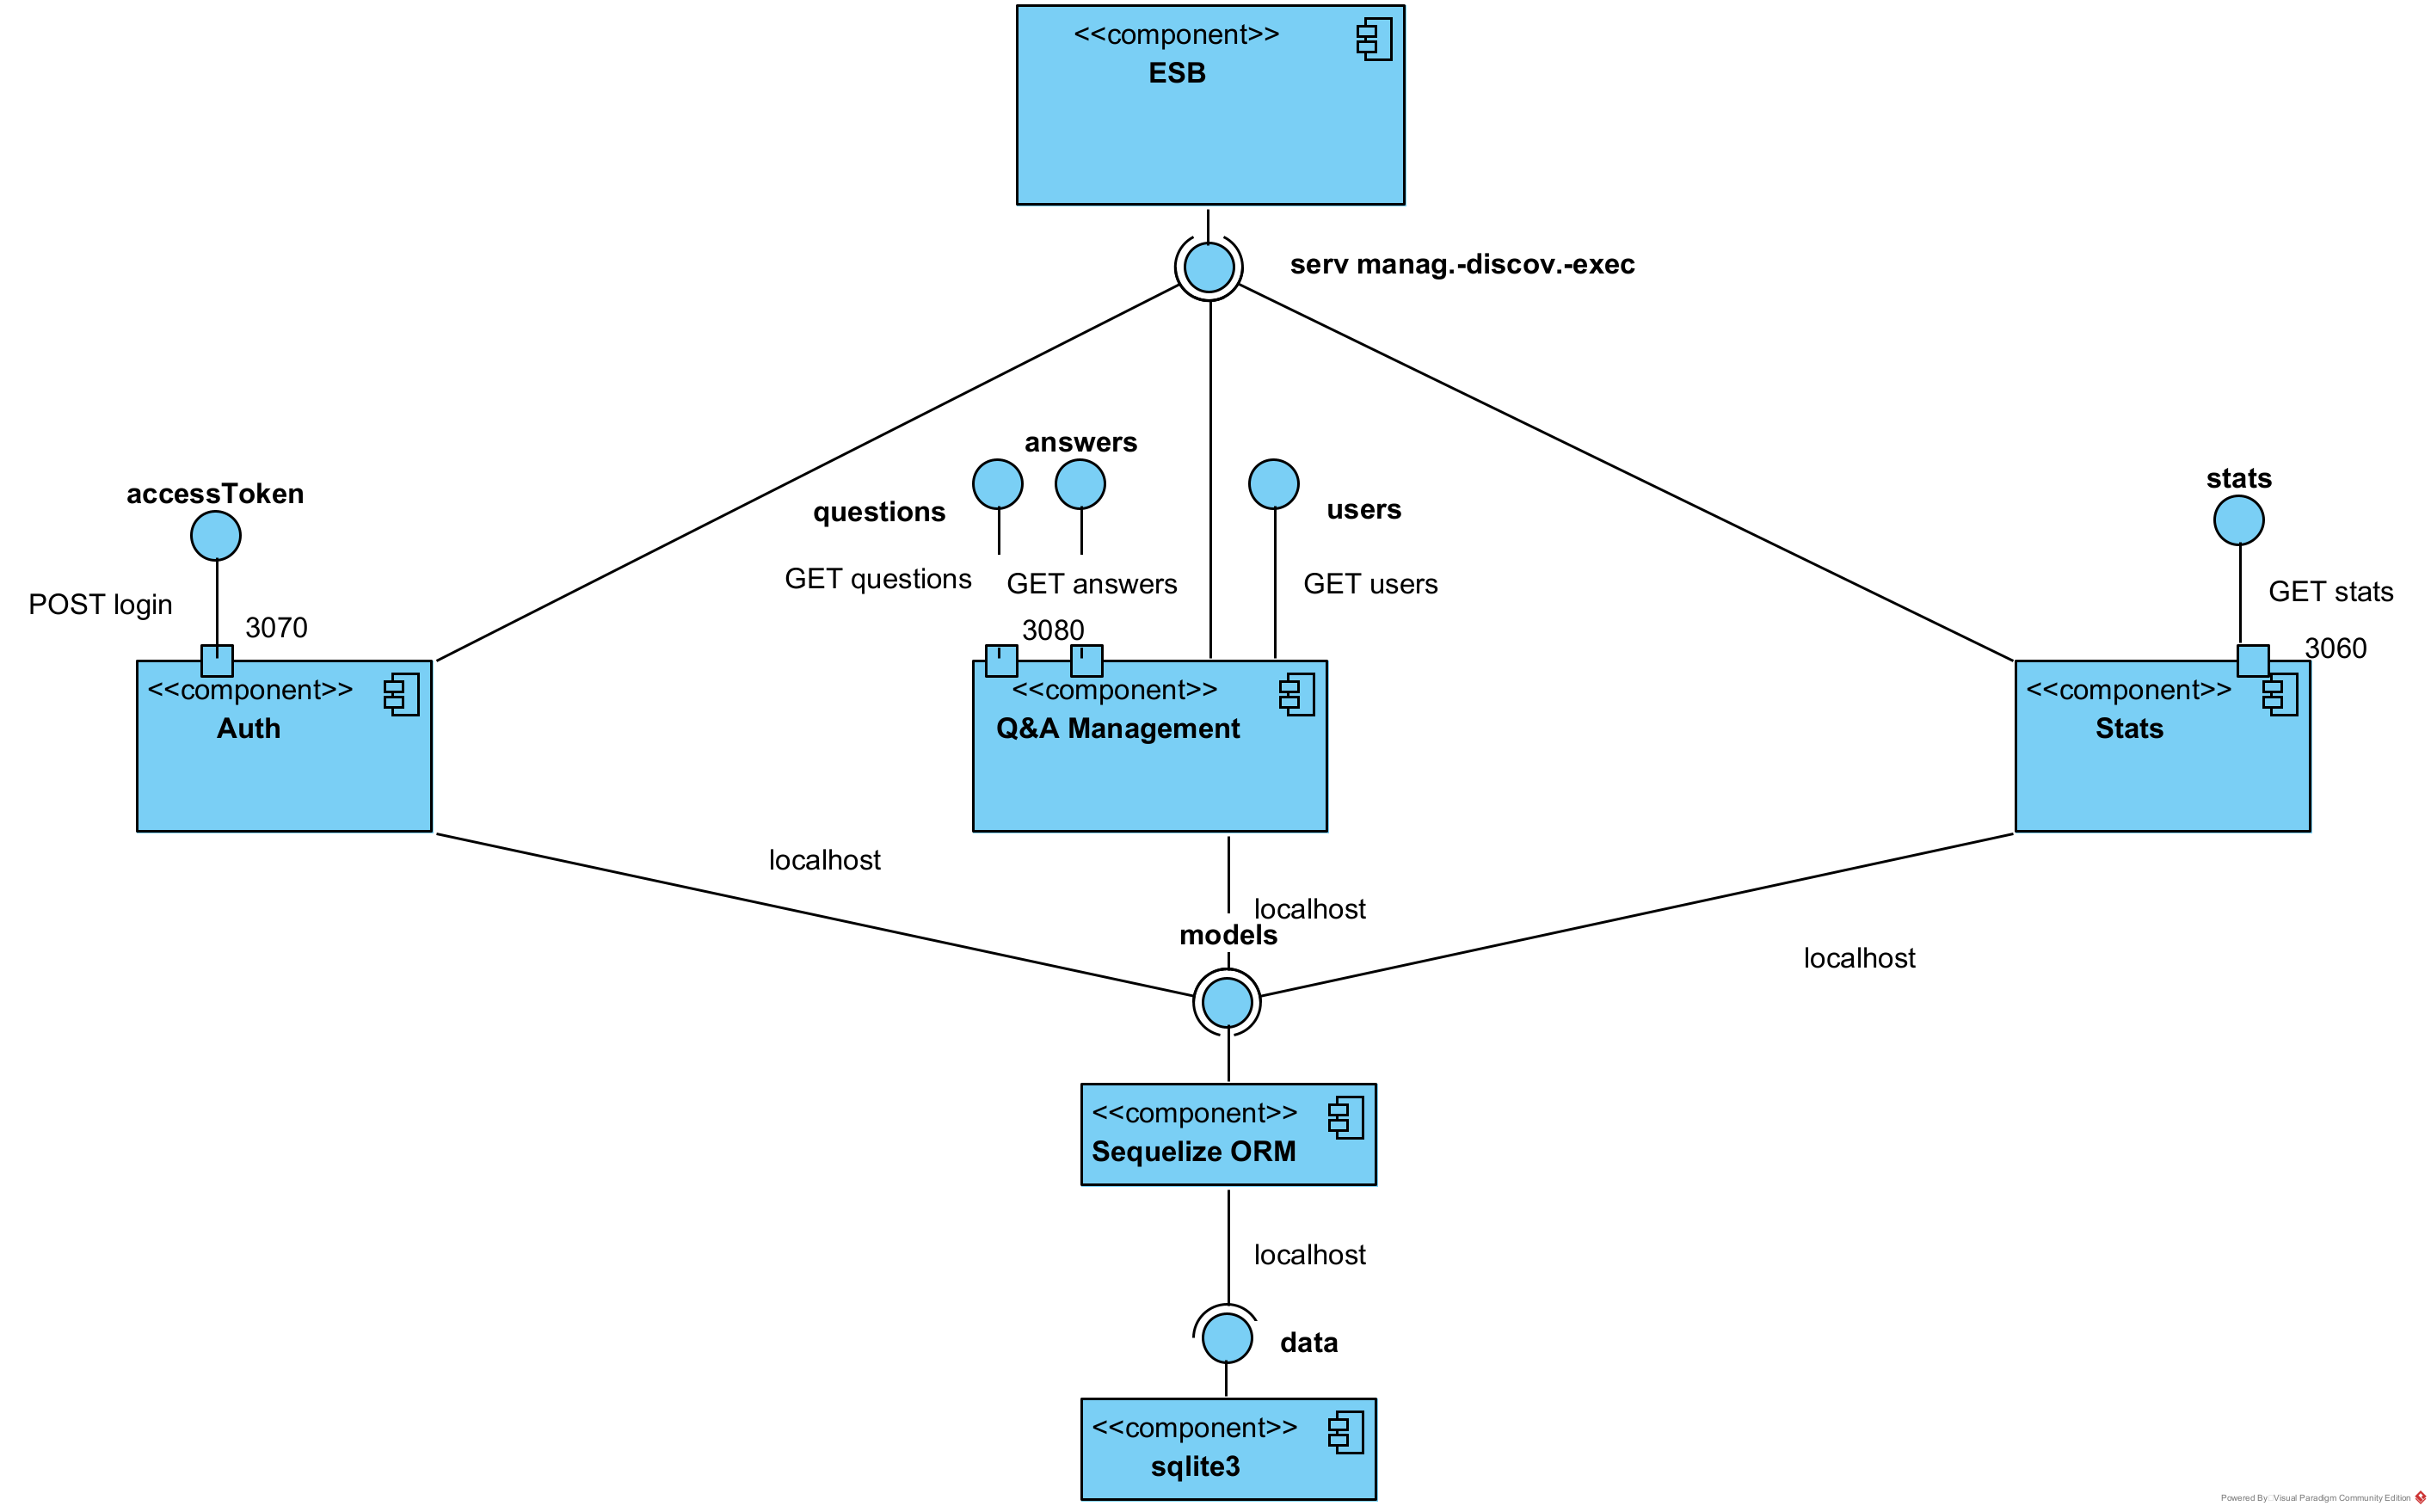 <<component>>
ESB
serv manag.-discov.-exec
answers
accessToken
questions
users
stats
POST login
GET questions
GET answers
GET users
GET stats
3070
3080
3060
<<component>>
Auth
<<component>>
Q&A Management
<<component>>
Stats
localhost
localhost
models
localhost
<<component>>
Sequelize ORM
localhost
data
<<component>>
sqlite3
Powered By Visual Paradigm Community Edition